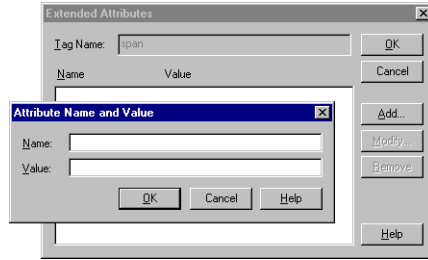 Extended Attributes
Tag Name: span
OK
Name Value
Cancel
Add...
Modify...
Remove
Help
Attribute Name and Value
Name:
Value:
OK Cancel Help